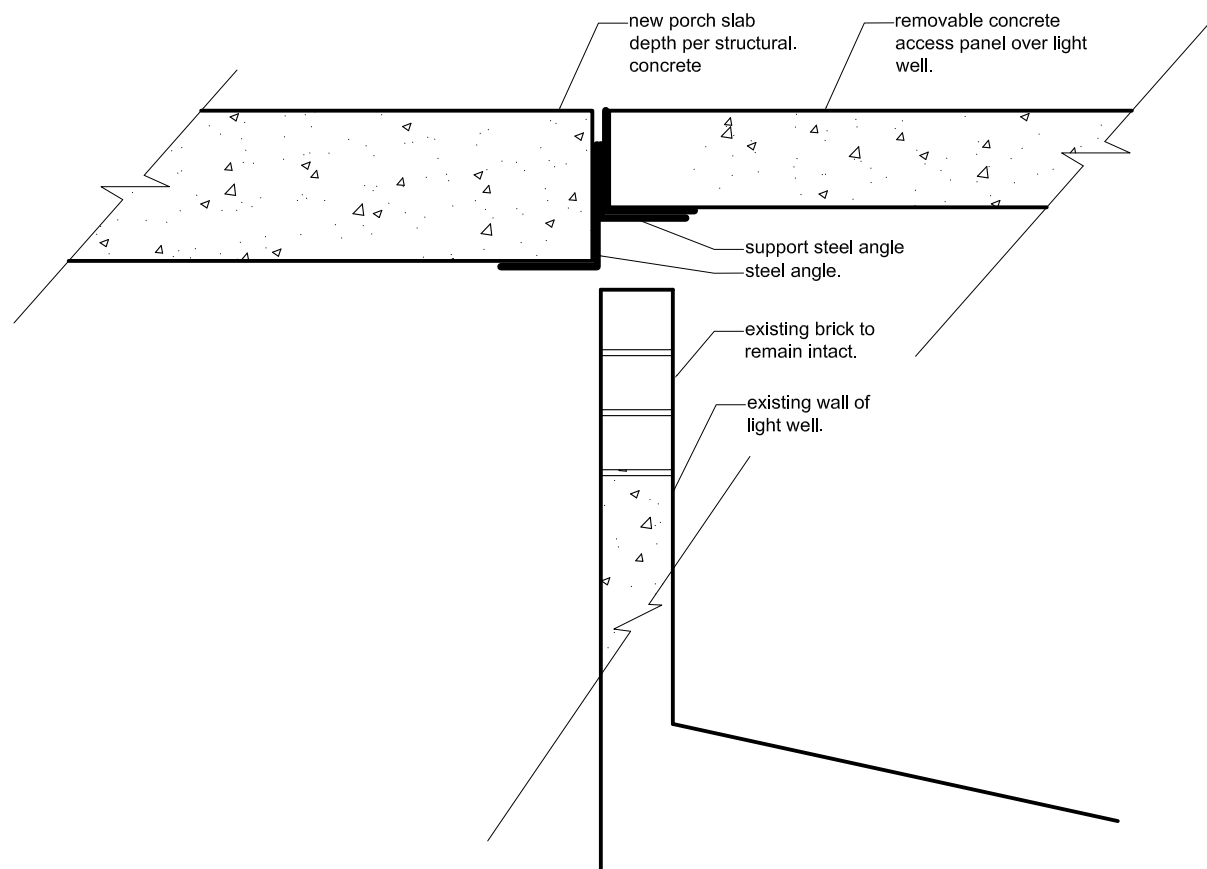 new porch slab
depth per structural.
concrete
removable concrete
access panel over light
well.
support steel angle
steel angle.
existing brick to
remain intact.
existing wall of
light well.